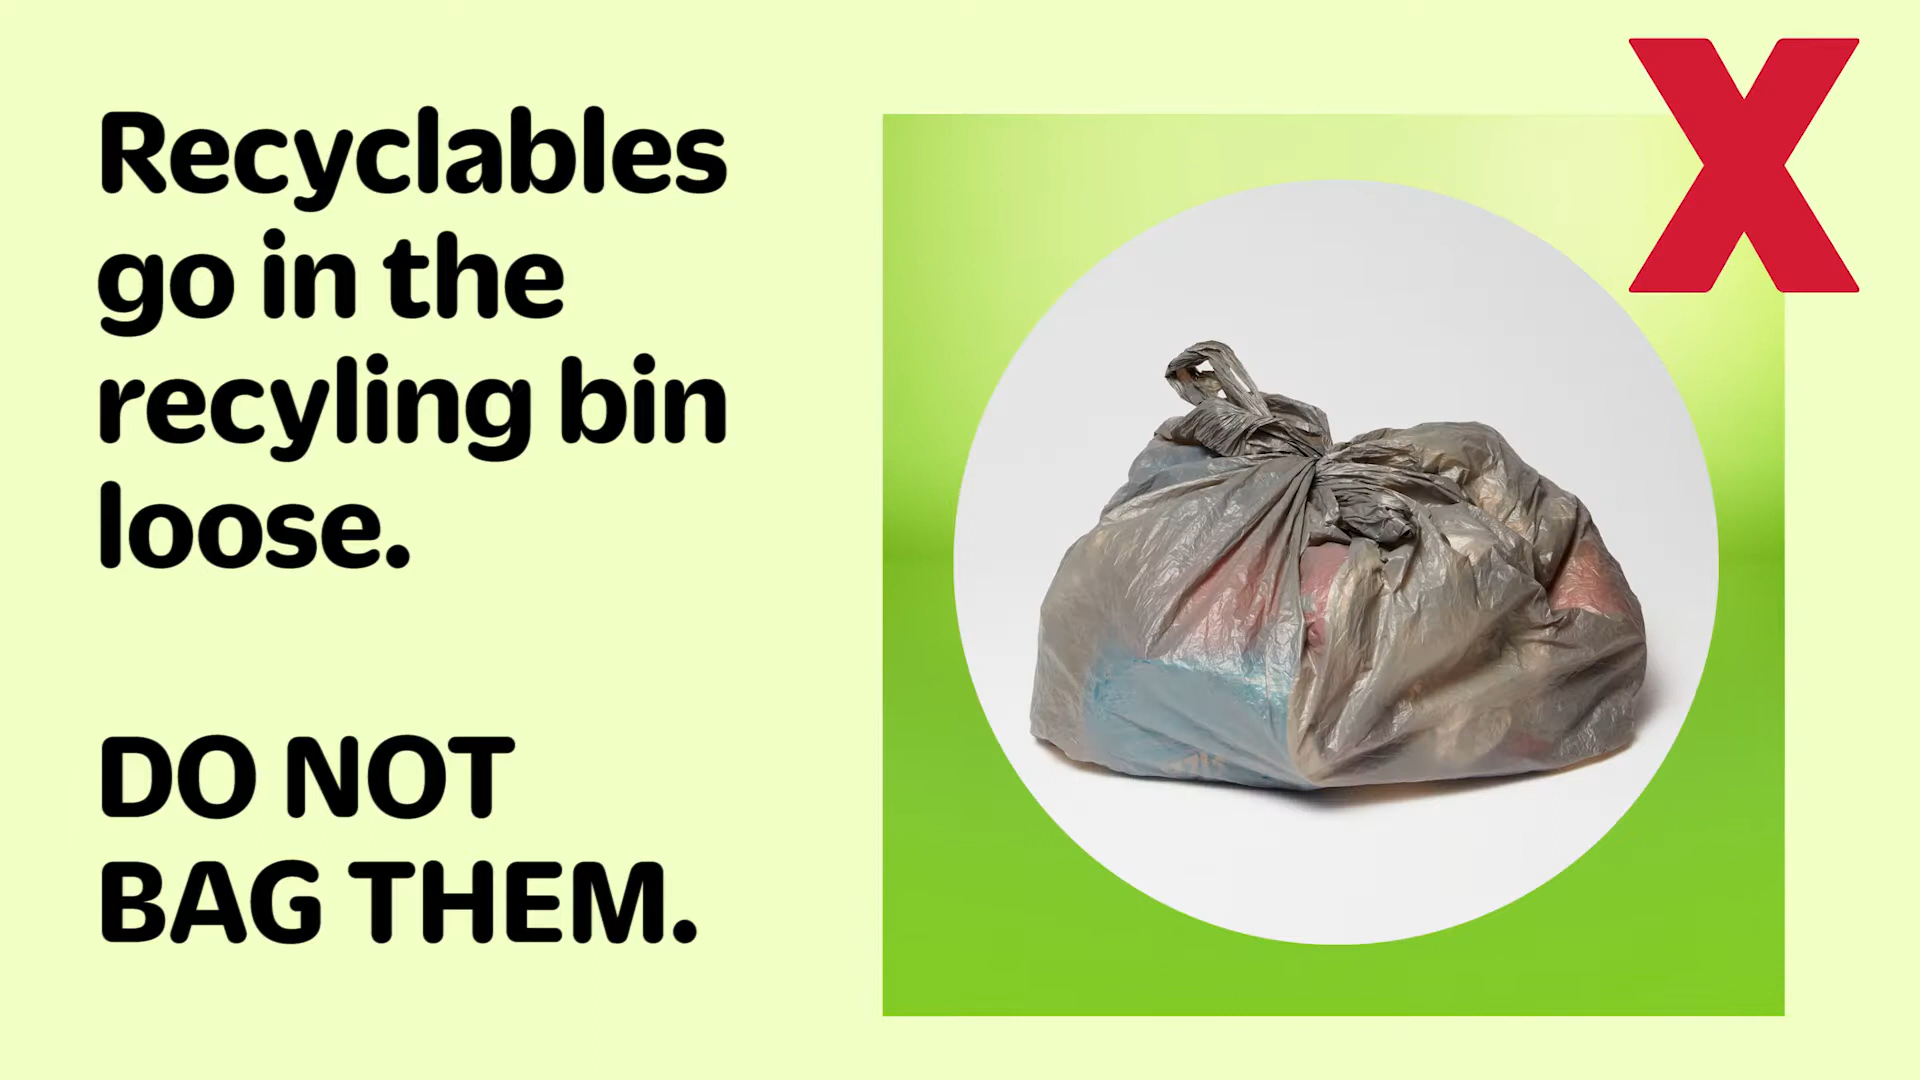 Recyclables
go in the
recyling bin
loose.
DO NOT
BAG THEM.
X